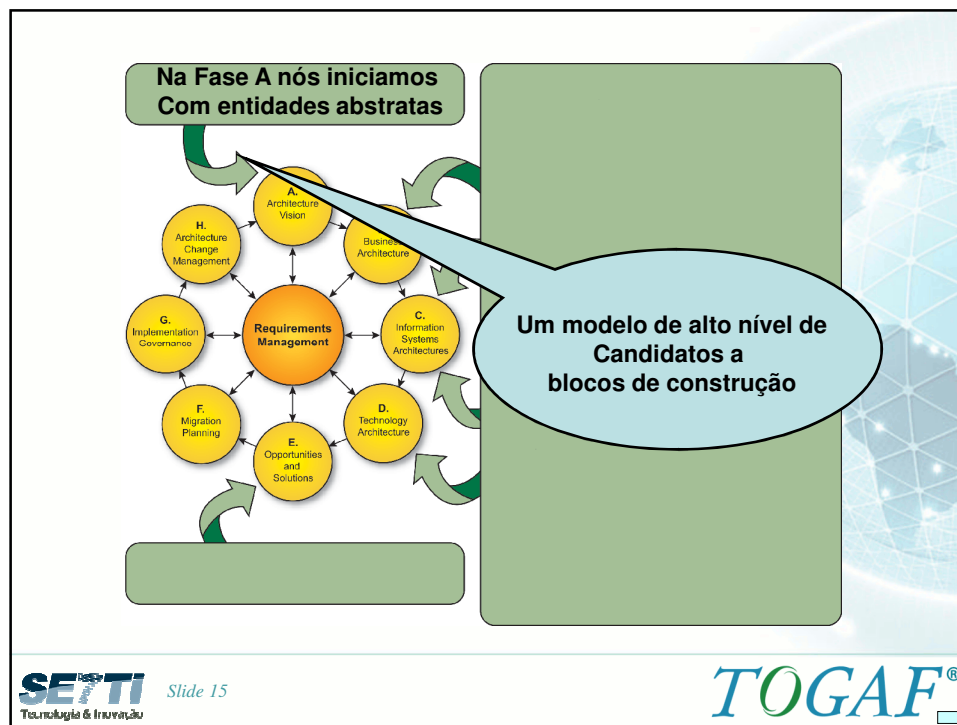 Na Fase A nós iniciamos
Com entidades abstratas
A.
Architecture
Vision
H.
Architecture
Change
Management
Business
Architecture
G.
Implementation
Governance
Requirements
Management
C.
Information
Systems
Architectures
Um modelo de alto nível de
Candidatos a
blocos de construção
F.
Migration
Planning
D.
Technology
Architecture
E.
Opportunities
and
Solutions
SETTI
Tecnologia & Inovação
Slide 15
TOGAF®